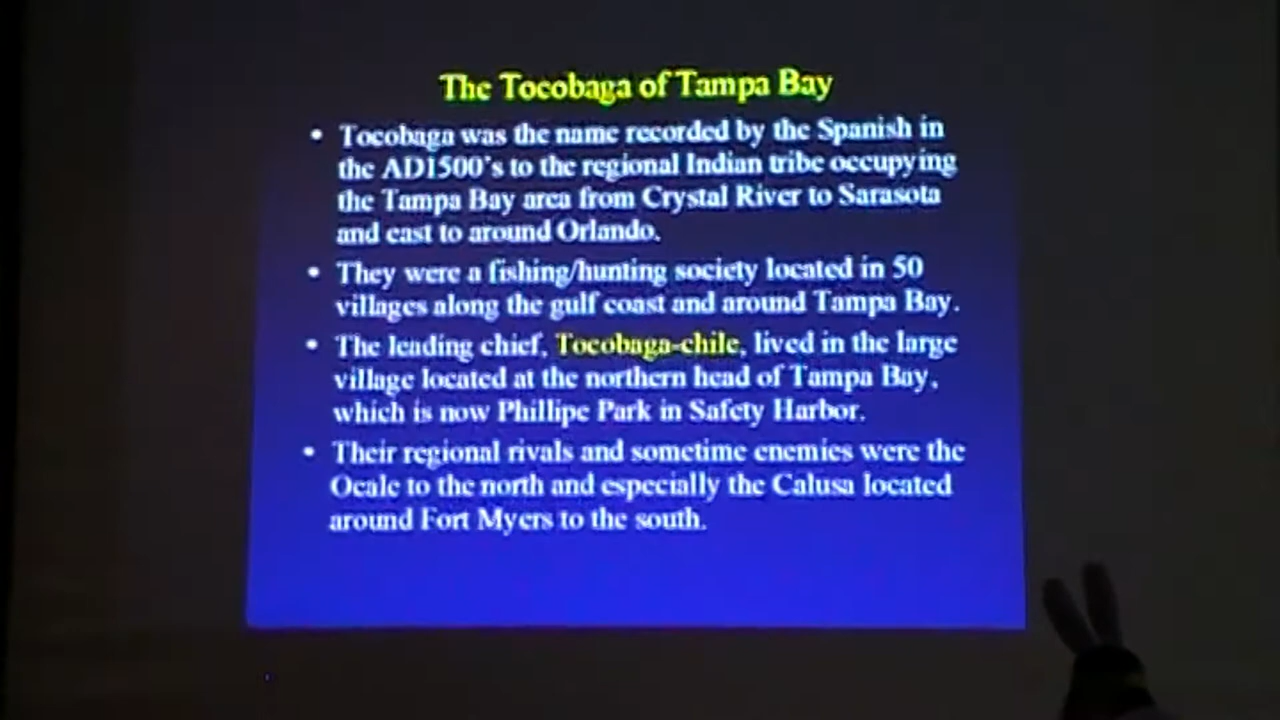 The Tocobaga of Tampa Bay
• Tocobaga was the name recorded by the Spanish in
the AD1500's to the regional Indian tribe occupying
the Tampa Bay area from Crystal River to Sarasota
and east to around Orlando.
• They were a fishing/hunting society located in 50
villages along the gulf coast and around Tampa Bay.
• The leading chief, Tocobaga-chile, lived in the large
village located at the northern head of Tampa Bay,
which is now Phillipe Park in Safety Harbor.
• Their regional rivals and sometime enemies were the
Ocale to the north and especially the Calusa located
around Fort Myers to the south.